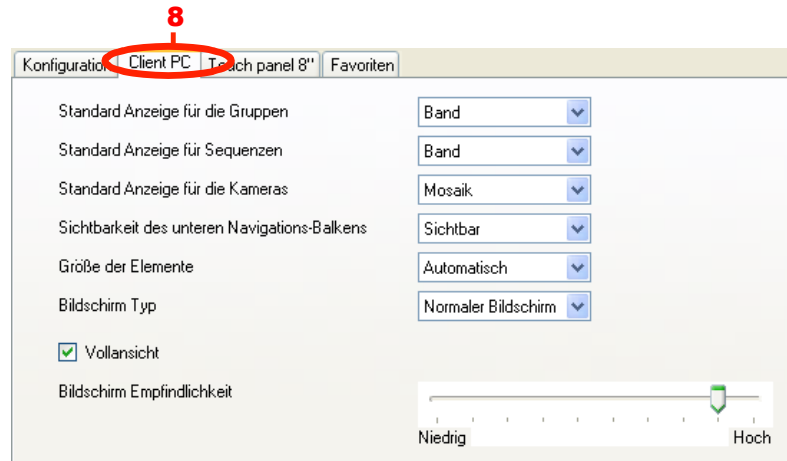 8
Konfiguration Client PC Touch panel 8" Favoriten
Standard Anzeige für die Gruppen Band
Standard Anzeige für Sequenzen Band
Standard Anzeige für die Kameras Mosaik
Sichtbarkeit des unteren Navigations-Balkens Sichtbar
Größe der Elemente Automatisch
Bildschirm Typ Normaler Bildschirm
Vollansicht
Bildschirm Empfindlichkeit
Niedrig Hoch